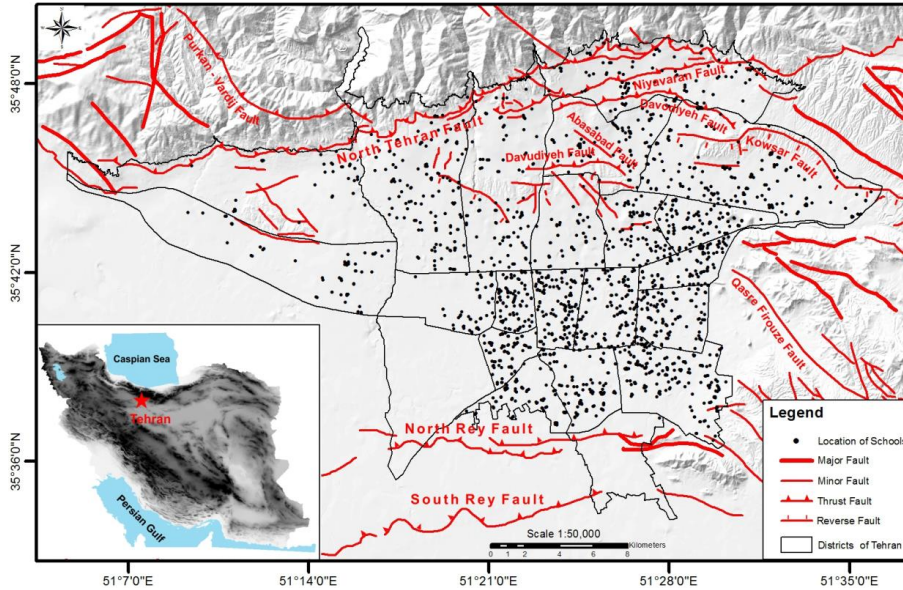 35°48'0"N
35°42'0"N
35°36'0"N
Purkan Vardij Fault
North Tehran Fault
Niyavaran Fault
Davodiyeh Fault
Abasabad Fault
Kowsar Fault
Davudiyeh Fault
Qasre Firouze Fault
North Rey Fault
South Rey Fault
Caspian Sea
Tehran
Persian Gulf
Legend
Location of Schools
Major Fault
Minor Fault
Thrust Fault
Reverse Fault
Districts of Tehran
Scale 1:50,000
0 1 2 4 6 8
Kilometers
51°7'0"E 51°14'0"E 51°21'0"E 51°28'0"E 51°35'0"E